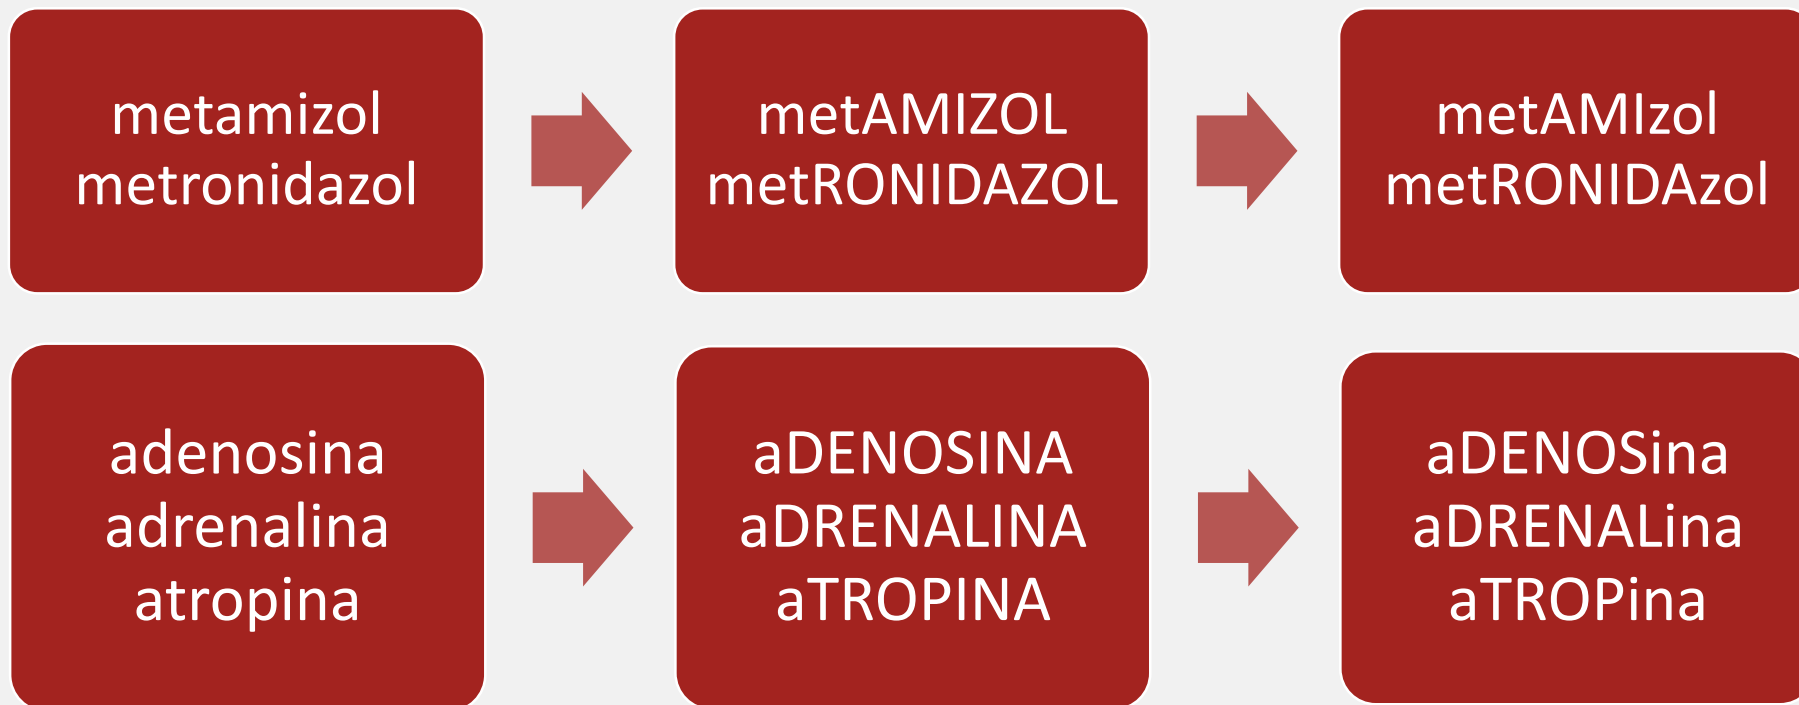 metamizol
metronidazol
metAMIZOL
metRONIDAZOL
metAMIzol
metRONIDAzol
adenosina
adrenalina
atropina
aDENOSINA
aDRENALINA
aTROPINA
aDENOSina
aDRENALina
aTROPina